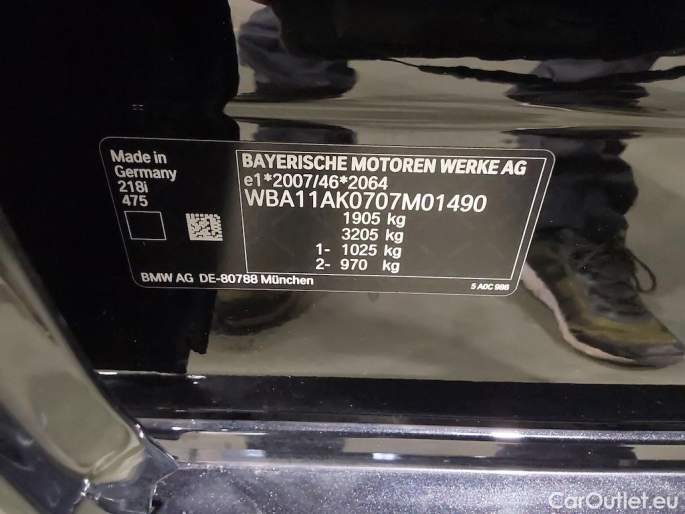 Made in
Germany
218i
475
BAYERISCHE MOTOREN WERKE AG
e1*2007/46*2064
WBA11AK0707M01490
1905 kg
3205 kg
1- 1025 kg
2- 970 kg
BMW AG DE-80788 München
5 A0C 986
CarOutlet.eu